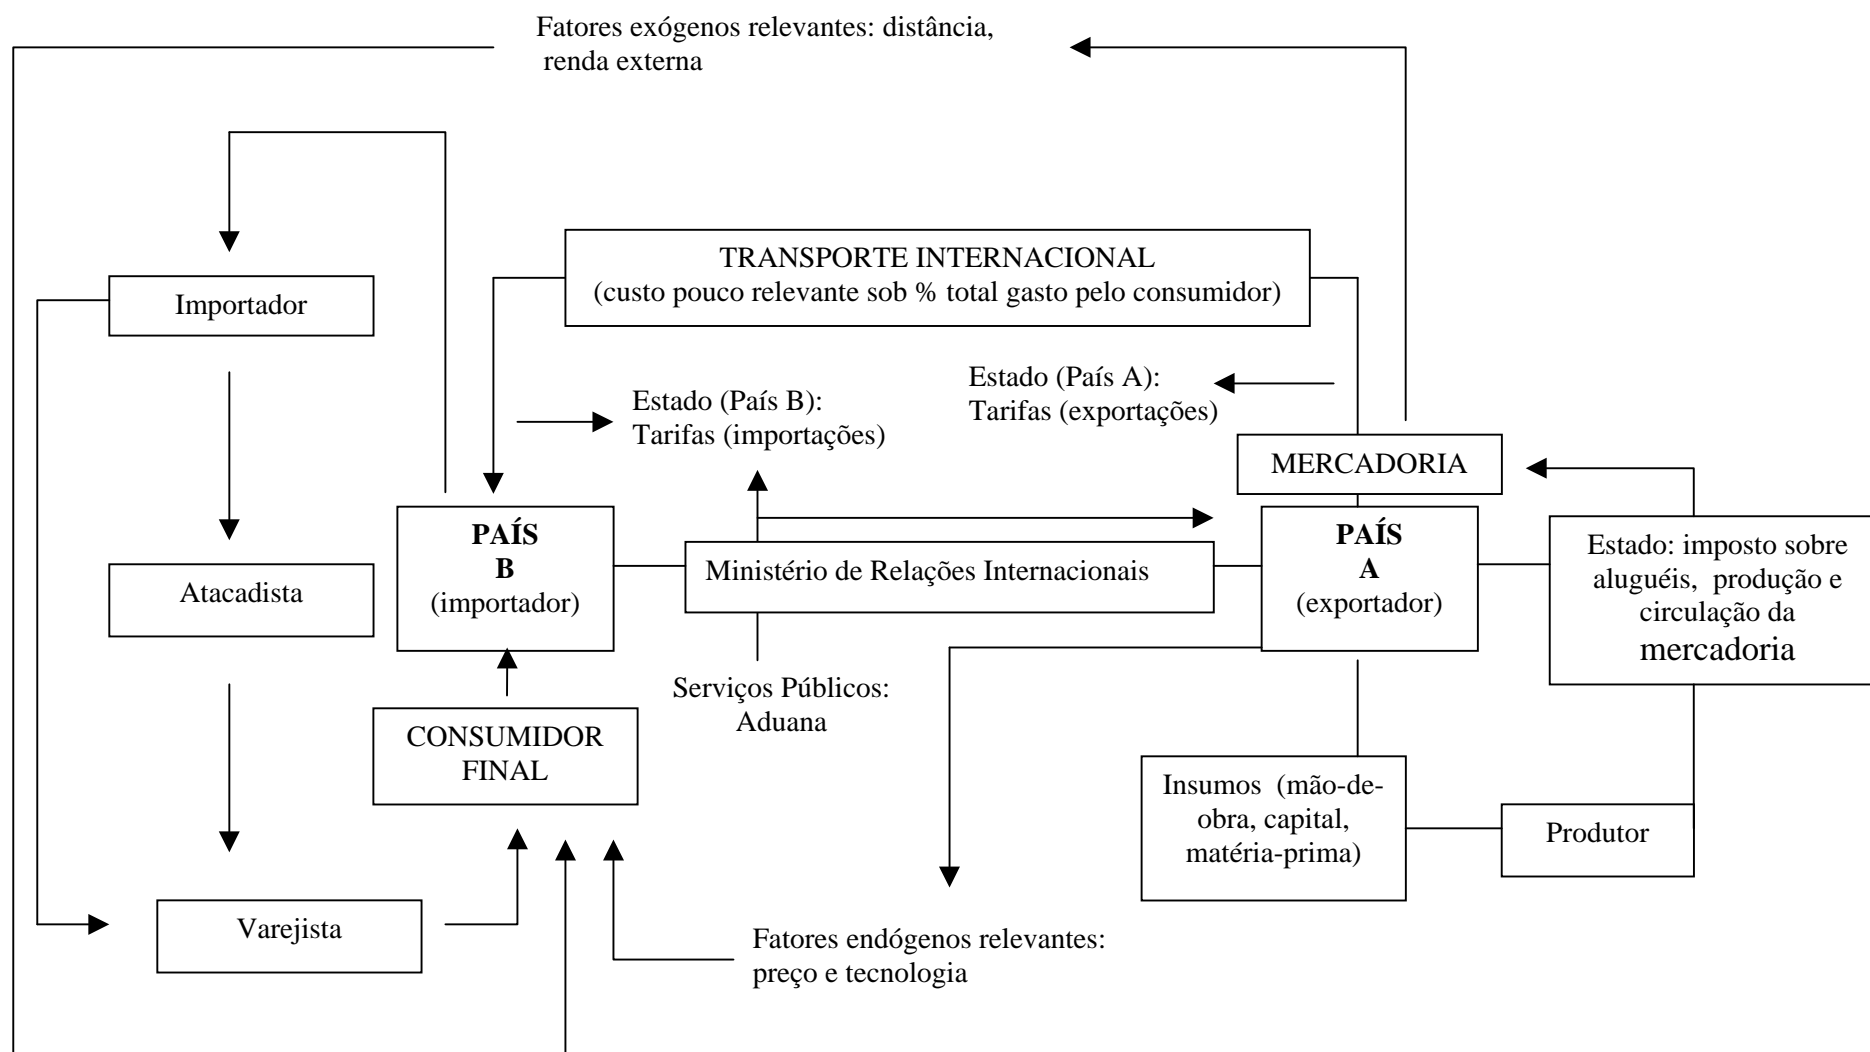 Fatores exógenos relevantes: distância,
renda externa
TRANSPORTE INTERNACIONAL
(custo pouco relevante sob % total gasto pelo consumidor)
Importador
Estado (País B):
Tarifas (importações)
Estado (País A):
Tarifas (exportações)
MERCADORIA
PAÍS
B
(importador)
Ministério de Relações Internacionais
PAÍS
A
(exportador)
Estado: imposto sobre
aluguéis, produção e
circulação da
mercadoria
Atacadista
Serviços Públicos:
Aduana
CONSUMIDOR
FINAL
Insumos (mão-de-
obra, capital,
matéria-prima)
Produtor
Varejista
Fatores endógenos relevantes:
preço e tecnologia